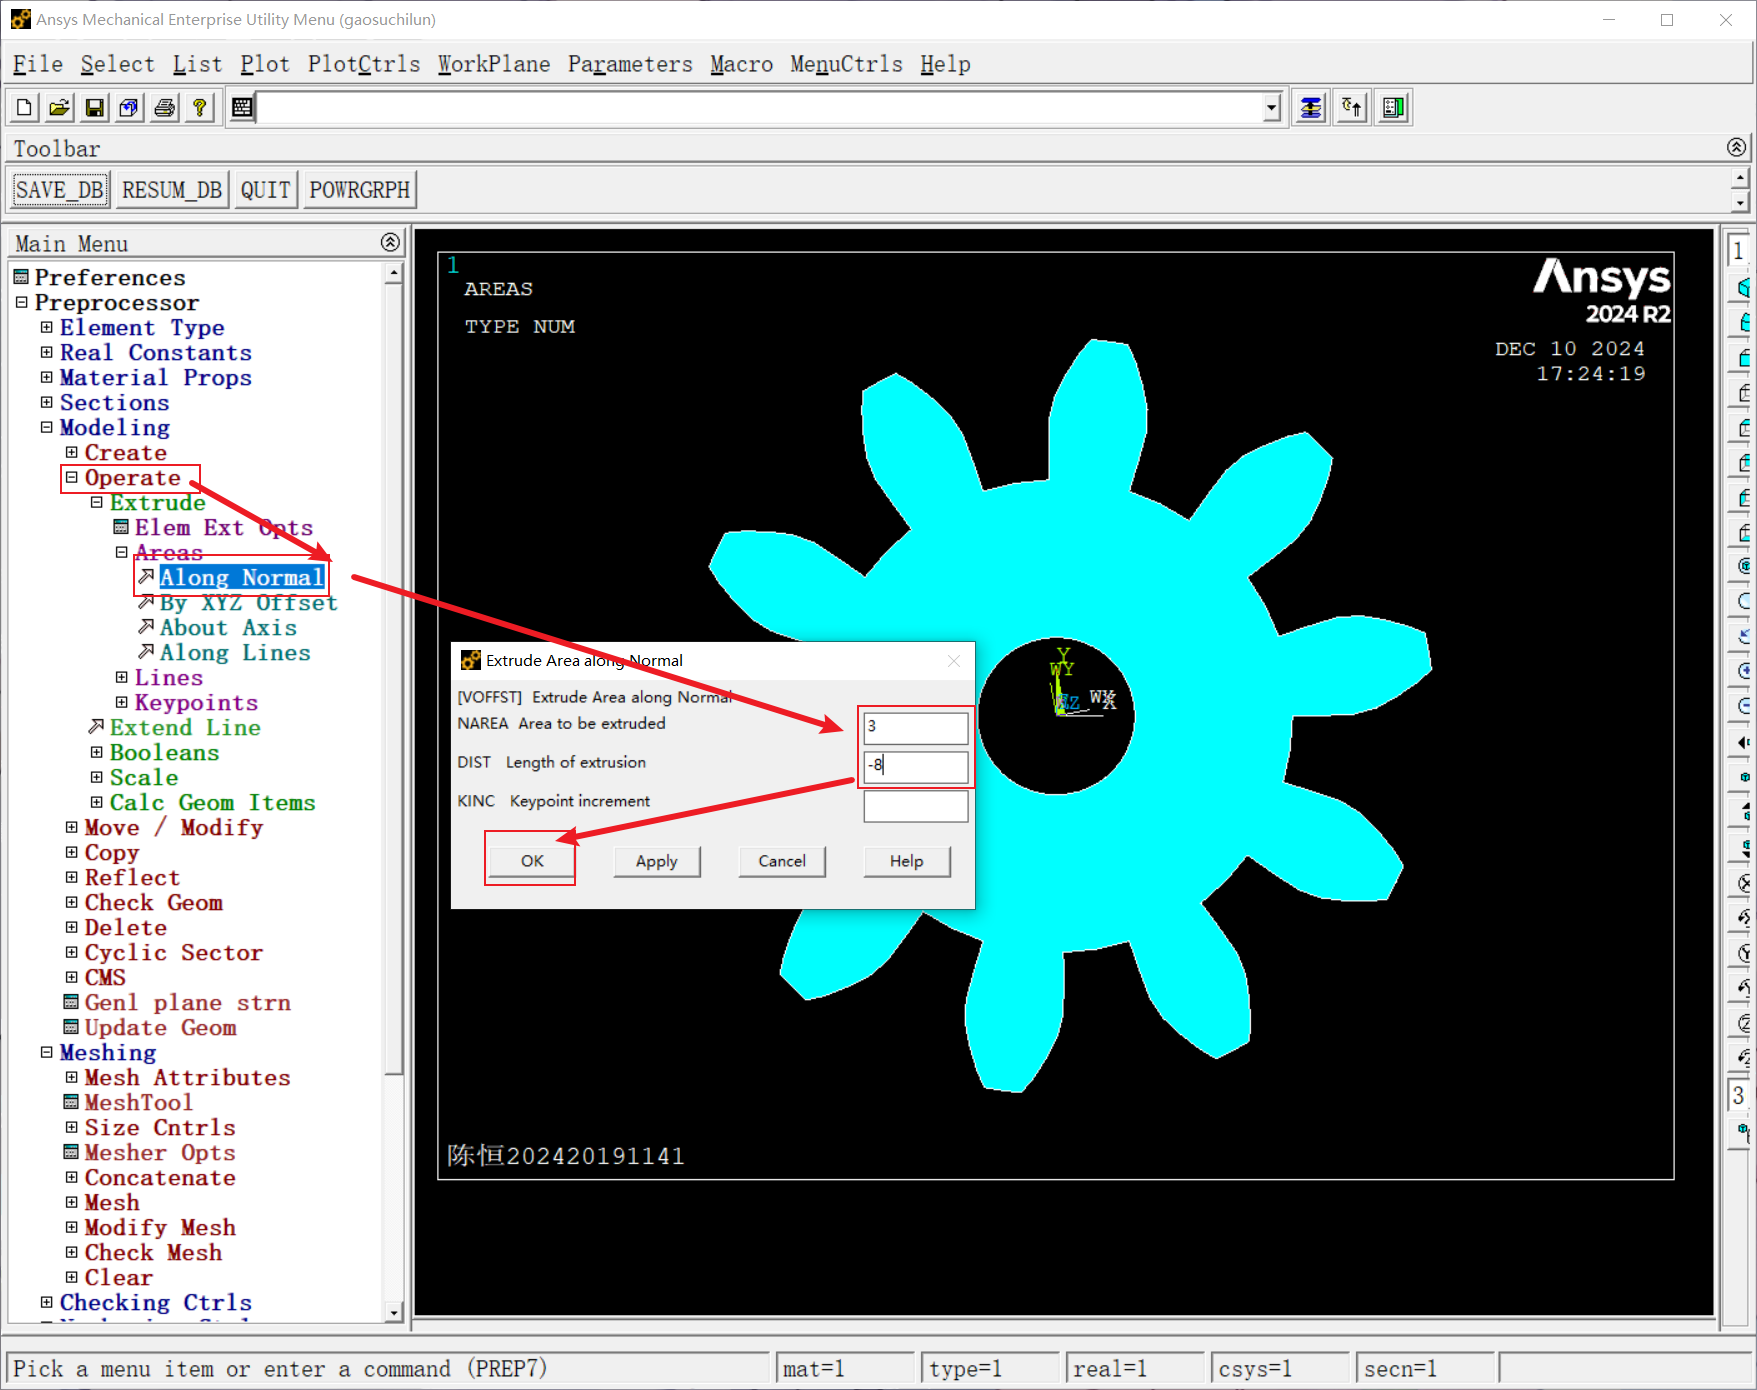 Ansys Mechanical Enterprise Utility Menu (gaosuchilun)
File Select List Plot PlotCtrls WorkPlane Parameters Macro MenuCtrls Help
Toolbar
SAVE_DB RESUM_DB QUIT POWRGRPH
Main Menu
Preferences
Preprocessor
Element Type
Real Constants
Material Props
Sections
Modeling
Create
Operate
Extrude
Elem Ext Opts
Areas
Along Normal
By XYZ Offset
About Axis
Along Lines
Lines
Keypoints
Extend Line
Booleans
Scale
Calc Geom Items
Move / Modify
Copy
Reflect
Check Geom
Delete
Cyclic Sector
CMS
Genl plane strn
Update Geom
Meshing
Mesh Attributes
MeshTool
Size Cntrls
Mesher Opts
Concatenate
Mesh
Modify Mesh
Check Mesh
Clear
Checking Ctrls
1
AREAS
TYPE NUM
Ansys
2024 R2
DEC 10 2024
17:24:19
Y
WY
WX
X
Extrude Area along Normal
[VOFFST] Extrude Area along Normal
NAREA Area to be extruded 3
DIST Length of extrusion -8
KINC Keypoint increment
OK Apply Cancel Help
陈恒202420191141
1
3
Pick a menu item or enter a command (PREP7) mat=1 type=1 real=1 csys=1 secn=1